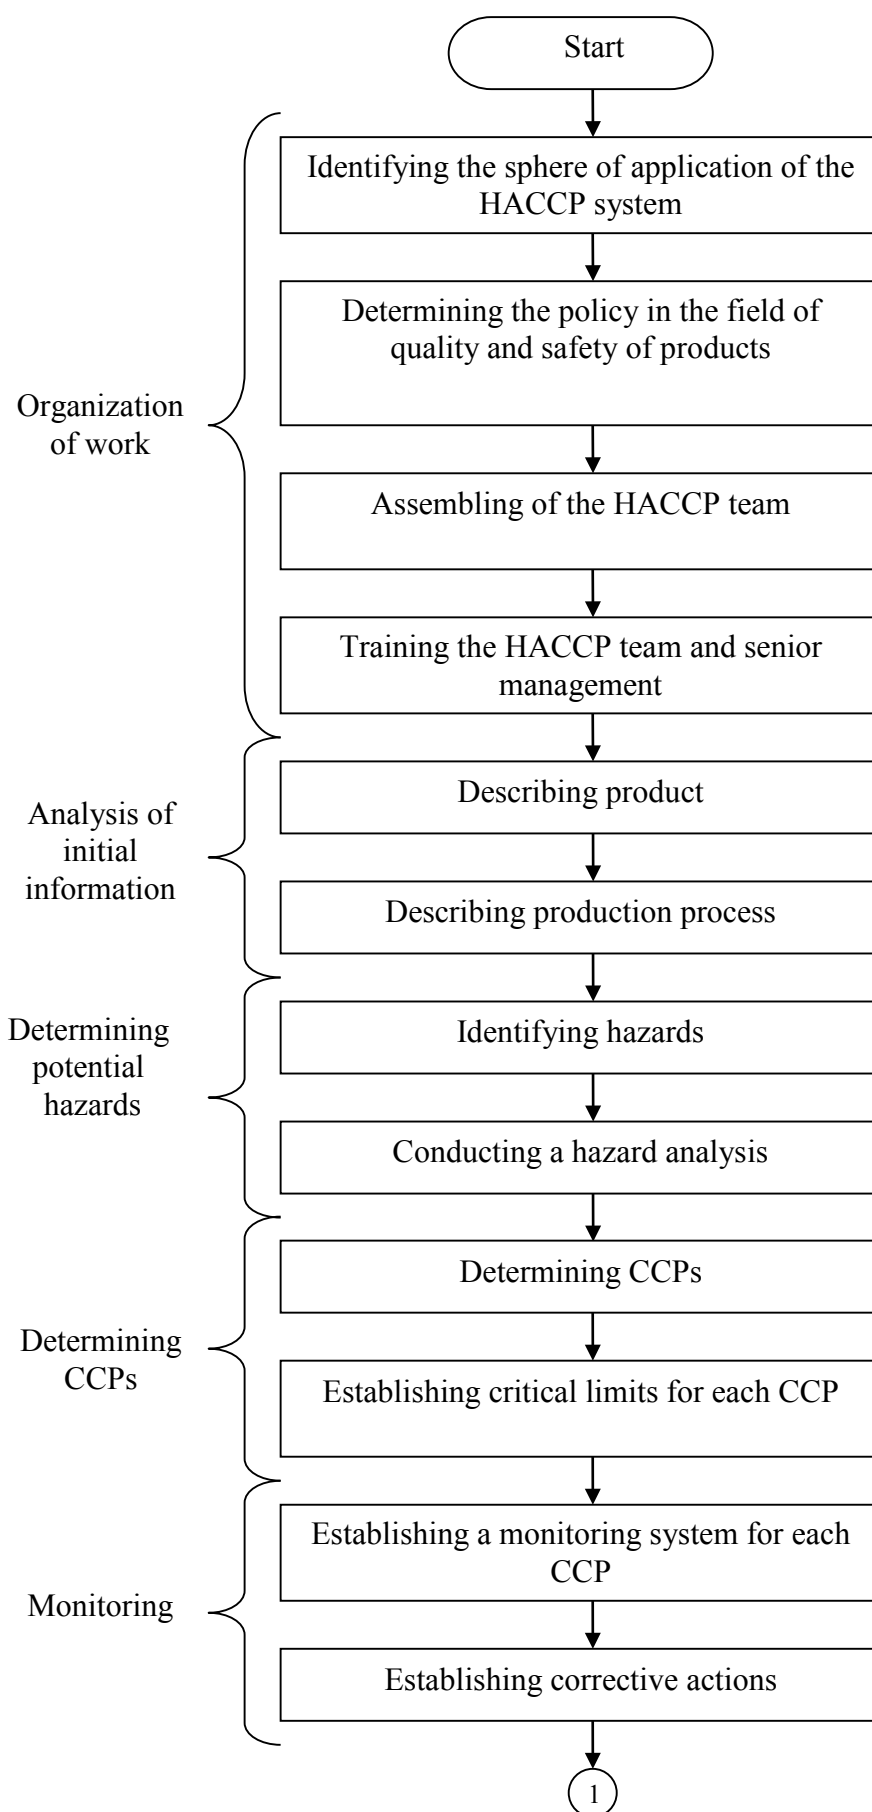 Start
Identifying the sphere of application of the
HACCP system
Determining the policy in the field of
quality and safety of products
Organization
of work
Assembling of the HACCP team
Training the HACCP team and senior
management
Describing product
Analysis of
initial
information
Describing production process
Identifying hazards
Determining
potential
hazards
Conducting a hazard analysis
Determining CCPs
Determining
CCPs
Establishing critical limits for each CCP
Establishing a monitoring system for each
CCP
Monitoring
Establishing corrective actions
1